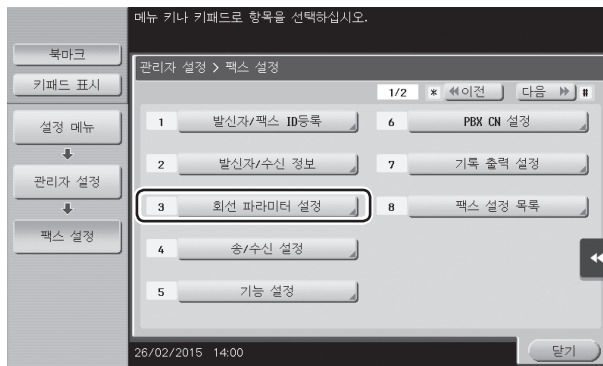 메뉴 키나 키패드로 항목을 선택하십시오.
북마크
키패드 표시
설정 메뉴
관리자 설정
팩스 설정
관리자 설정 > 팩스 설정
1/2 * 이전 다음 #
1 발신자/팩스 ID등록
2 발신자/수신 정보
3 회선 파라미터 설정
4 송/수신 설정
5 기능 설정
6 PBX CN 설정
7 기록 출력 설정
8 팩스 설정 목록
26/02/2015 14:00
닫기